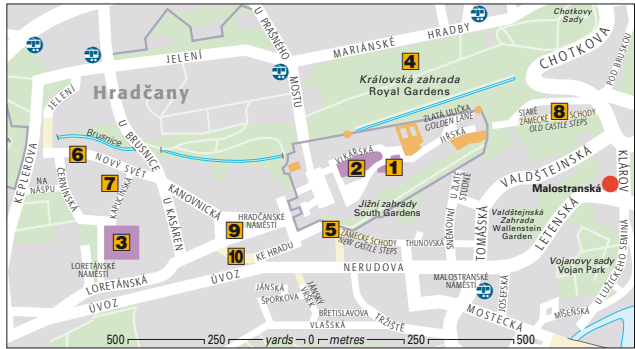 Chotkovy
Sady
U PRAŠNÉHO
MOSTU
MARIÁNSKÉ
HRADBY
JELENÍ
CHOTKOVA
POD BRUSKOU
4
Královská zahrada
Royal Gardens
JELENÍ
Hradčany
Brusnice
U BRUSNICE
ZLATÁ ULIČKA
GOLDEN LANE
JIŘSKÁ
8
STARÉ
ZÁMECKÉ SCHODY
OLD CASTLE STEPS
KEPLEROVA
6
NOVÝ SVĚT
VIKÁŘSKÁ
2
1
KLÁROV
VALDŠTEJNSKÁ
Malostranská
NA
NÁSPU
ČERNÍNSKÁ
7
KAPUCÍNSKÁ
U KASÁREN
KANOVNICKÁ
HRADČANSKÉ
NÁMĚSTÍ
Jižní zahrady
South Gardens
SNĚMOVNÍ
U ZLATÉ
STUDNĚ
TOMÁŠSKÁ
Valdštejnská
Zahrada
Wallenstein
Garden
LETENSKÁ
3
9
5
ZÁMECKÉ SCHODY
NEW CASTLE STEPS
THUNOVSKÁ
10
KE HRADU
LORETÁNSKÉ
NÁMĚSTÍ
LORETÁNSKÁ
ÚVOZ
ÚVOZ
NERUDOVA
MALOSTRANSKÉ
NÁMĚSTÍ
JOSEFSKÁ
Vojanovy sady
Vojan Park
U LUŽICKÉHO SEMINÁ
JÁNSKÁ
ŠPORKOVA
JÁNSKÝ
VRŠEK
BŘETISLAVOVA
VLAŠSKÁ
TRŽIŠTĚ
MOSTECKÁ
MÍŠEŇSKÁ
500 250 yards 0 metres 250 500